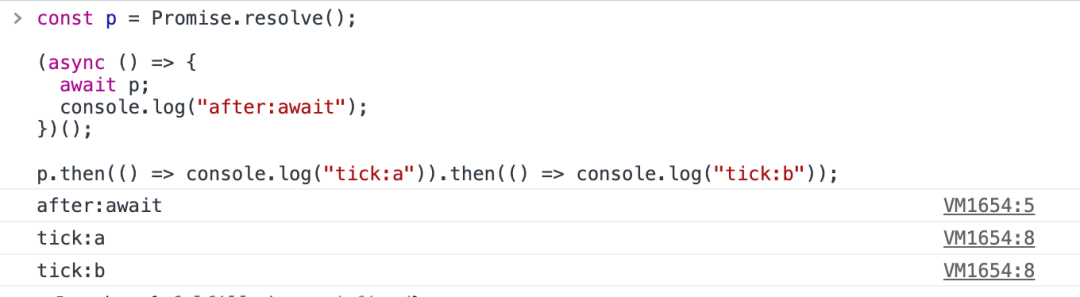 > const p = Promise.resolve();
(async () => {
  await p;
  console.log("after:await");
})();
p.then(() => console.log("tick:a")).then(() => console.log("tick:b"));
after:await VM1654:5
tick:a VM1654:8
tick:b VM1654:8